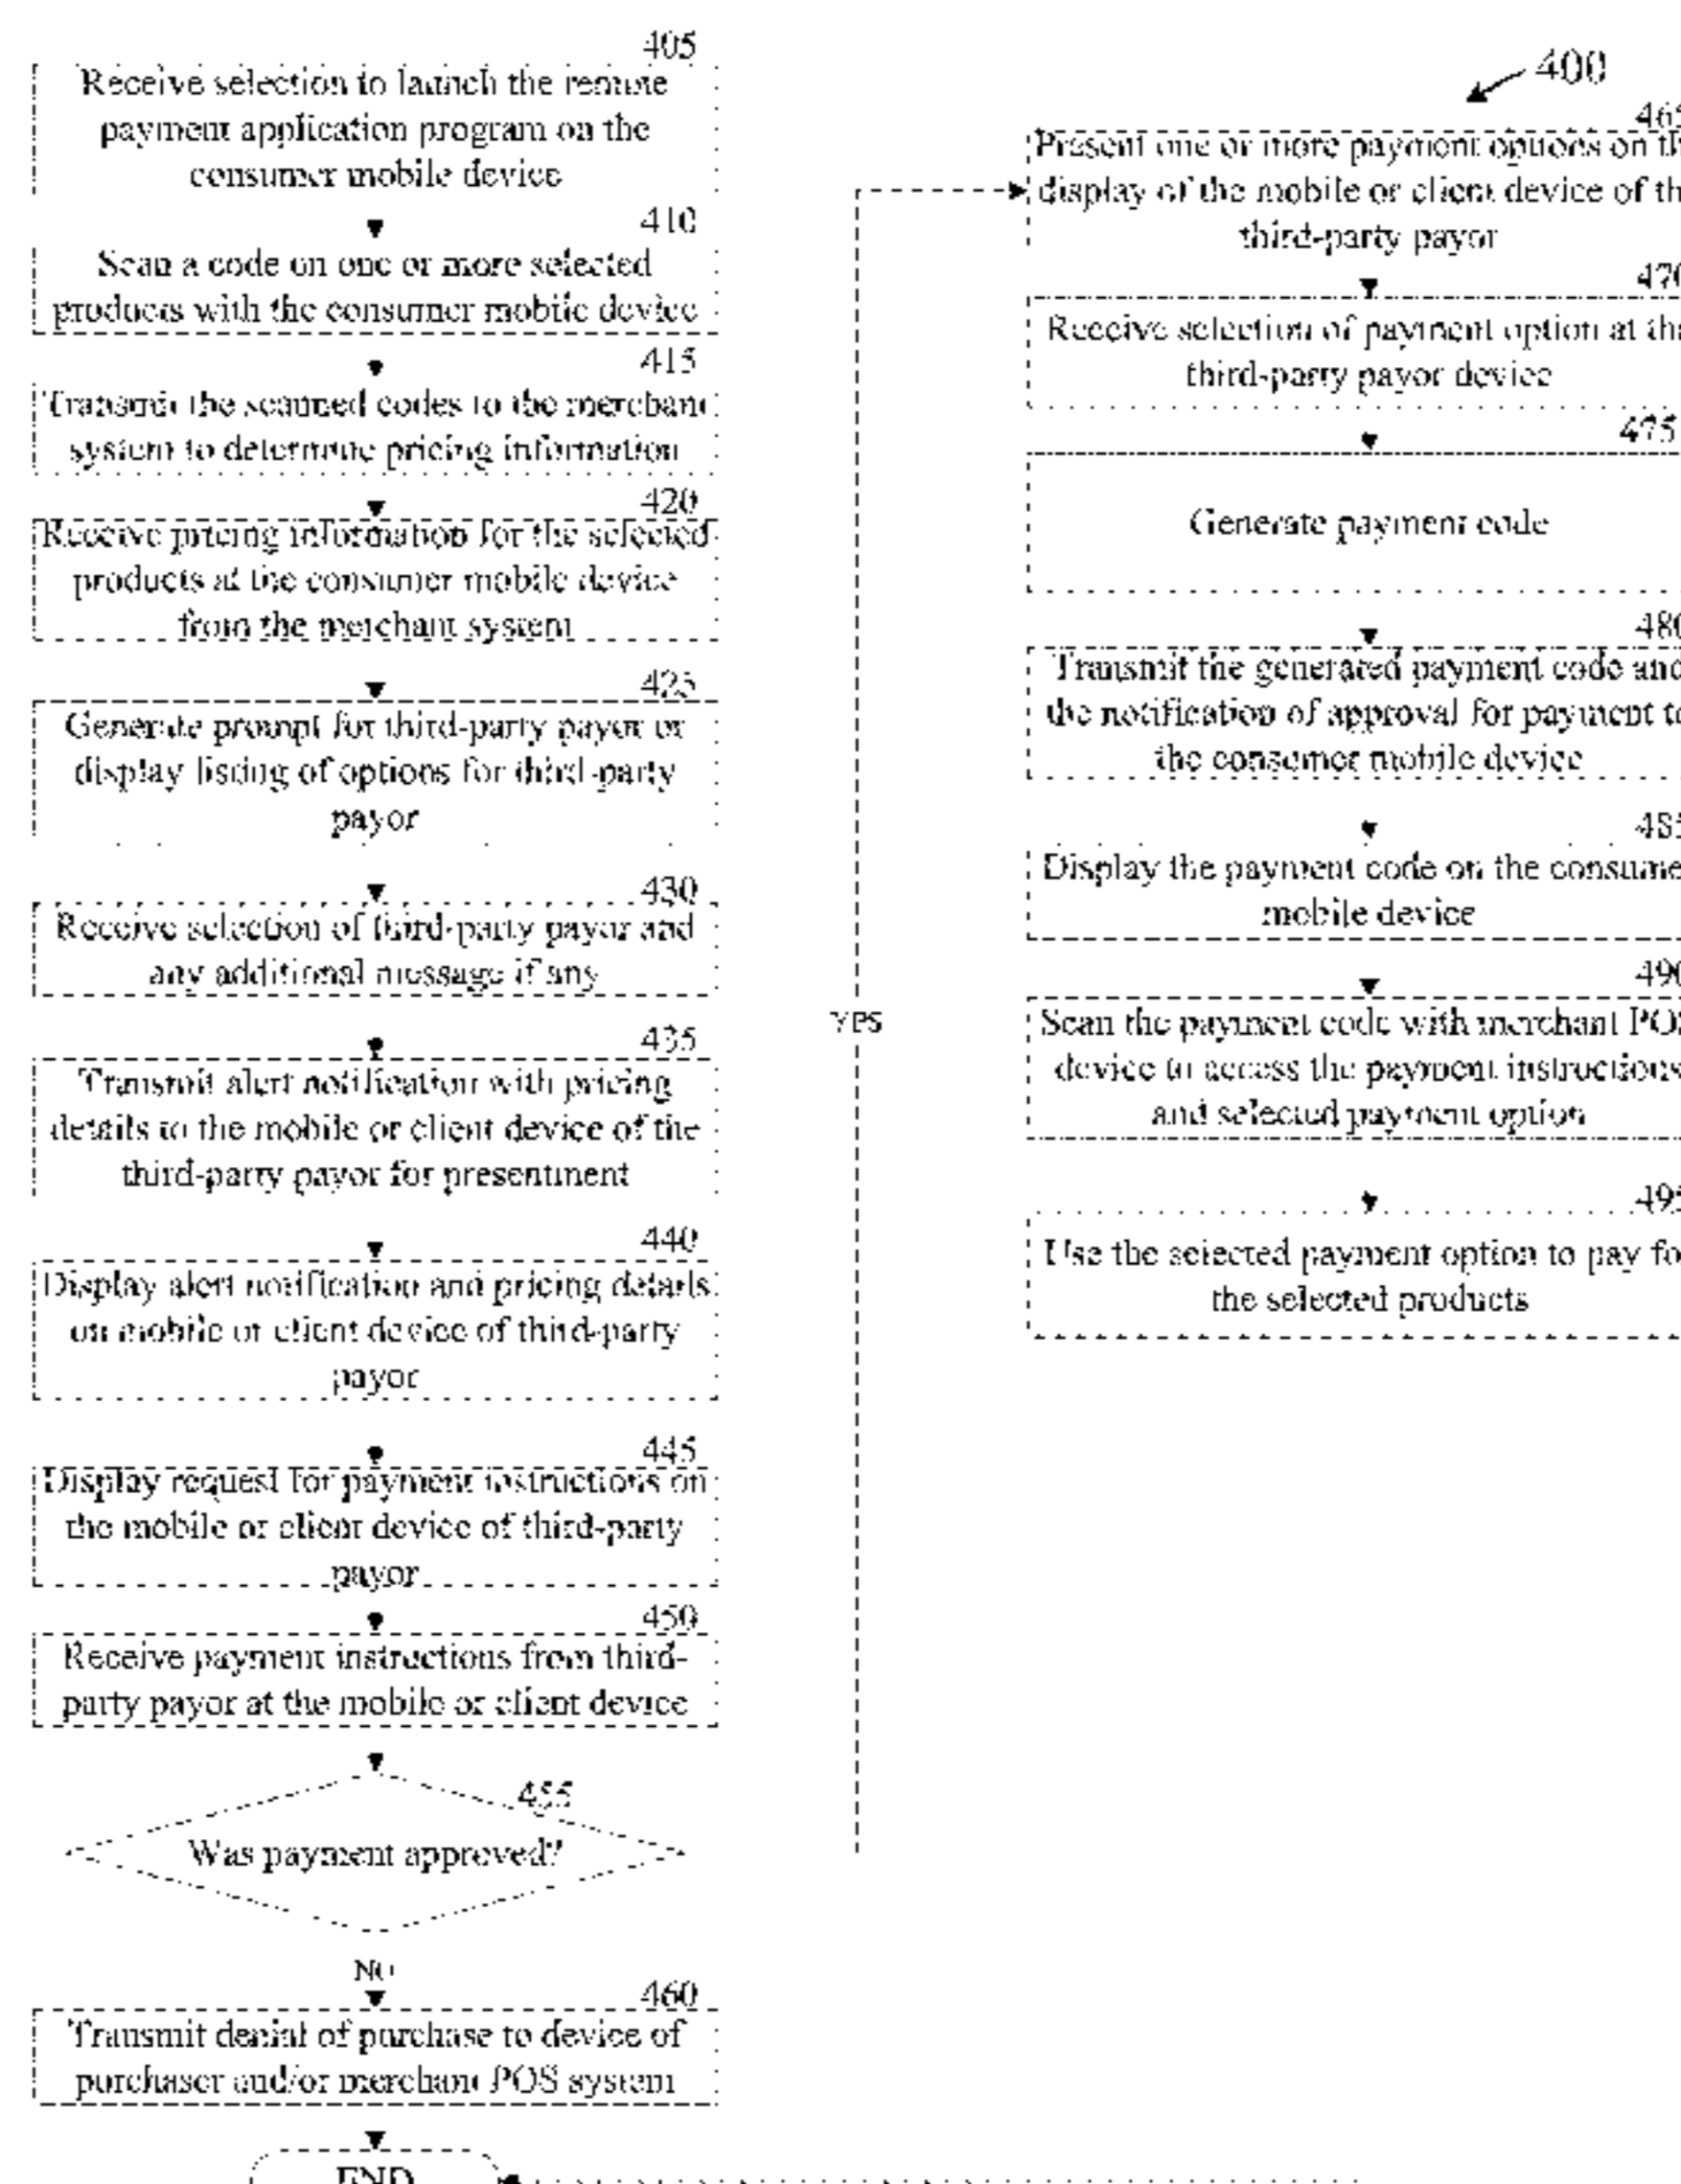 405
Receive selection to launch the remote
payment application program on the
consumer mobile device
410
Scan a code on one or more selected
products with the consumer mobile device
415
Transmit the scanned codes to the merchant
system to determine pricing information
420
Receive pricing information for the selected
products at the consumer mobile device
from the merchant system
425
Generate prompt for third-party payor or
display listing of options for third-party
payor
430
Receive selection of third-party payor and
any additional message if any
435
Transmit alert notification with pricing
details to the mobile or client device of the
third-party payor for presentment
440
Display alert notification and pricing details
on mobile or client device of third-party
payor
445
Display request for payment instructions on
the mobile or client device of third-party
payor
450
Receive payment instructions from third-
party payor at the mobile or client device
455
Was payment approved?
NO
460
Transmit denial of purchase to device of
purchaser and/or merchant POS system
END
YES
400
465
Present one or more payment options on th
display of the mobile or client device of th
third-party payor
470
Receive selection of payment option at the
third-party payor device
475
Generate payment code
480
Transmit the generated payment code and
the notification of approval for payment to
the consumer mobile device
485
Display the payment code on the consume
mobile device
490
Scan the payment code with merchant POS
device to access the payment instructions
and selected payment option
495
Use the selected payment option to pay fo
the selected products